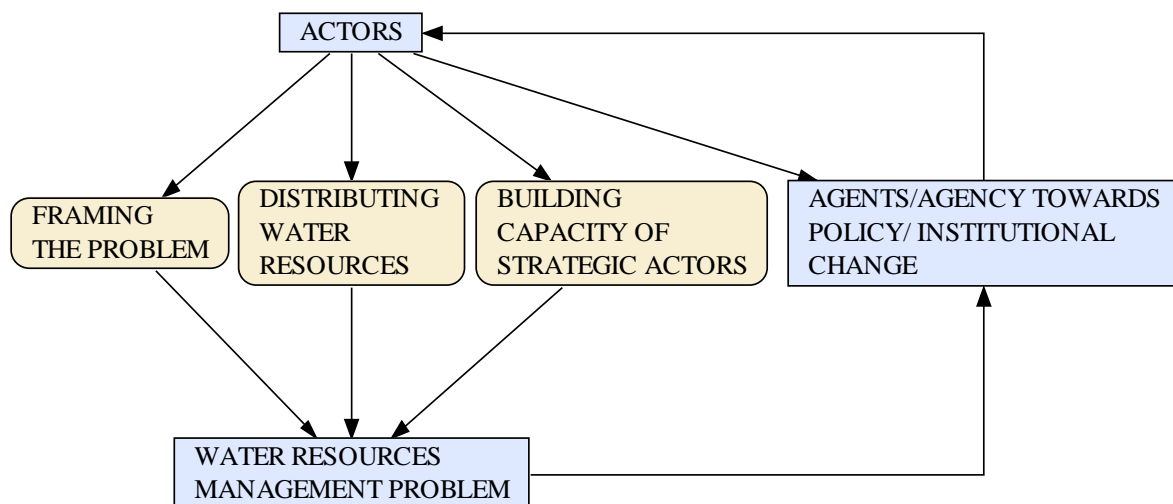 ACTORS
FRAMING
THE PROBLEM
DISTRIBUTING
WATER
RESOURCES
BUILDING
CAPACITY OF
STRATEGIC ACTORS
AGENTS/AGENCY TOWARDS
POLICY/ INSTITUTIONAL
CHANGE
WATER RESOURCES
MANAGEMENT PROBLEM